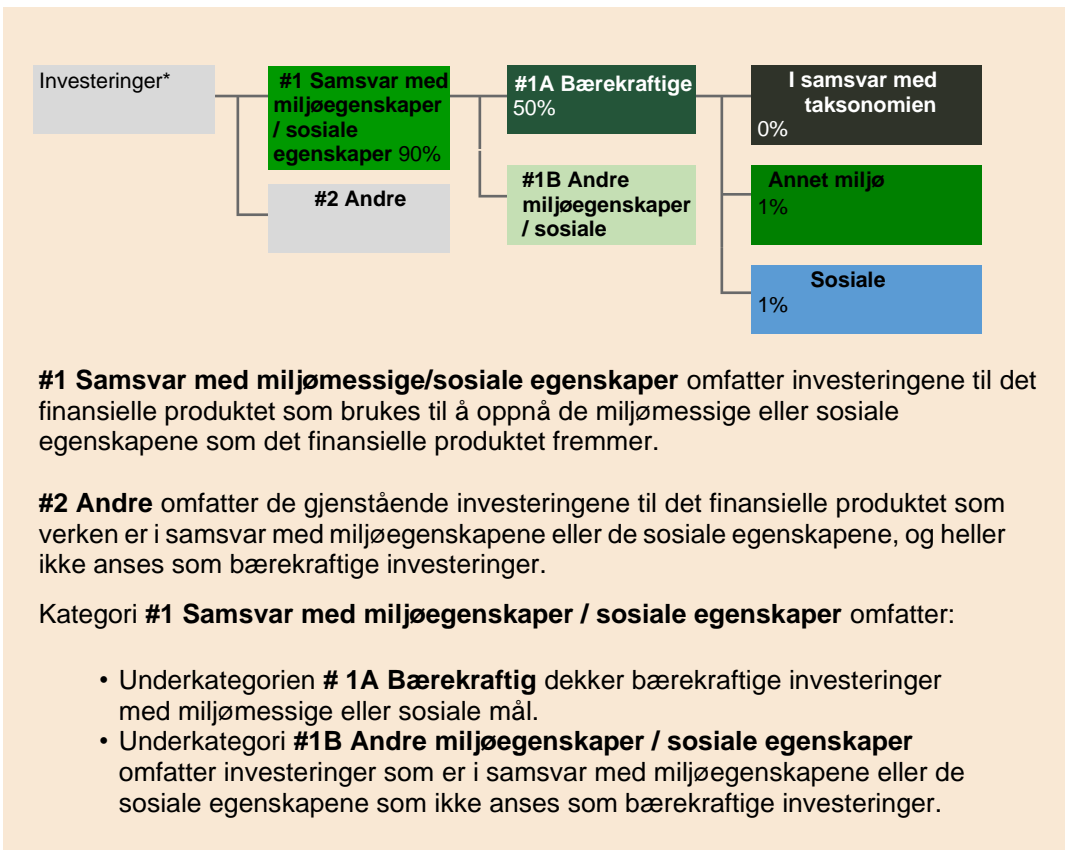 Investeringer*
#1 Samsvar med
miljøegenskaper
/ sosiale
egenskaper 90%
#2 Andre
#1A Bærekraftige
50%
#1B Andre
miljøegenskaper
/ sosiale
I samsvar med
taksonomien
0%
Annet miljø
1%
Sosiale
1%
#1 Samsvar med miljømessige/sosiale egenskaper omfatter investeringene til det
finansielle produktet som brukes til å oppnå de miljømessige eller sosiale
egenskapene som det finansielle produktet fremmer.
#2 Andre omfatter de gjenstående investeringene til det finansielle produktet som
verken er i samsvar med miljøegenskapene eller de sosiale egenskapene, og heller
ikke anses som bærekraftige investeringer.
Kategori #1 Samsvar med miljøegenskaper / sosiale egenskaper omfatter:
• Underkategorien # 1A Bærekraftig dekker bærekraftige investeringer
med miljømessige eller sosiale mål.
• Underkategori #1B Andre miljøegenskaper / sosiale egenskaper
omfatter investeringer som er i samsvar med miljøegenskapene eller de
sosiale egenskapene som ikke anses som bærekraftige investeringer.